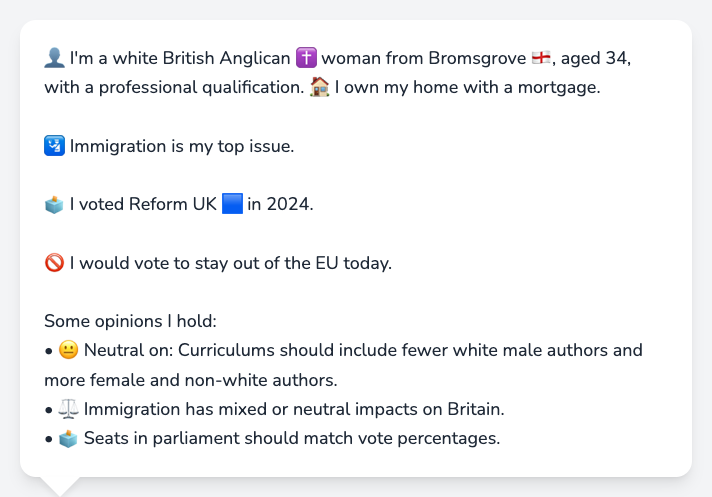 👤 I'm a white British Anglican ✝️ woman from Bromsgrove 🏴󠁧󠁢󠁥󠁮󠁧󠁿, aged 34,
with a professional qualification. 🏠 I own my home with a mortgage.
🛂 Immigration is my top issue.
🗳️ I voted Reform UK 🟦 in 2024.
🚫 I would vote to stay out of the EU today.
Some opinions I hold:
• 😐 Neutral on: Curriculums should include fewer white male authors and
more female and non-white authors.
• ⚖️ Immigration has mixed or neutral impacts on Britain.
• 🗳️ Seats in parliament should match vote percentages.